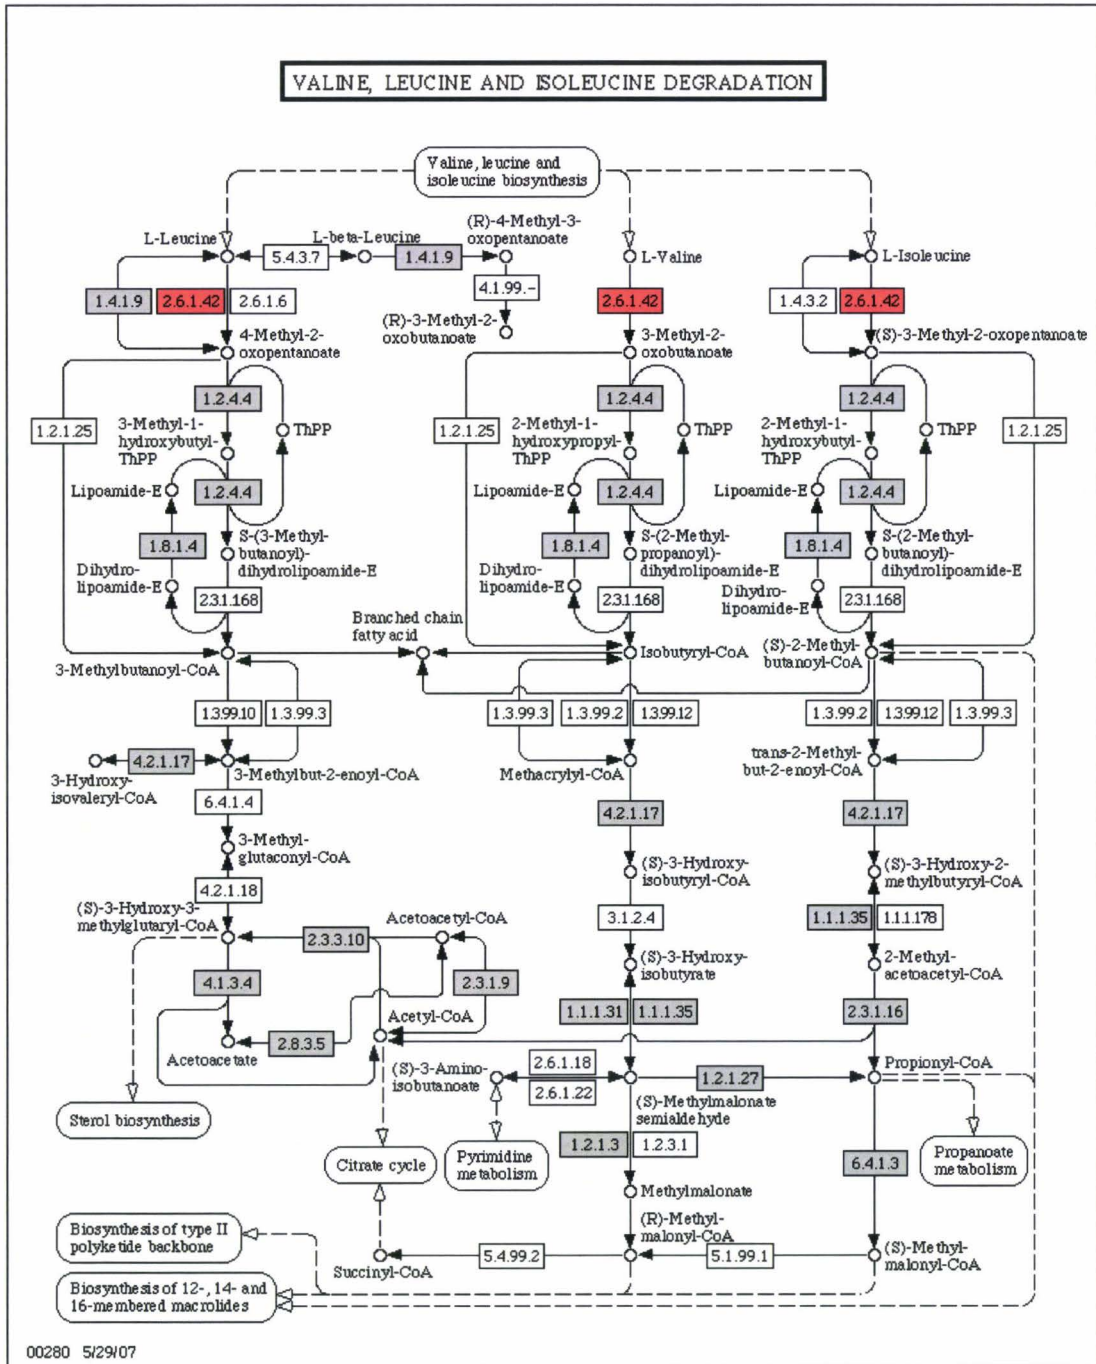 VALINE, LEUCINE AND ISOLEUCINE DEGRADATION
Valine, leucine and
isoleucine biosynthesis
L-Leucine
5.4.3.7
L-beta-Leucine
1.4.1.9
(R)-4-Methyl-3-
oxopentanoate
L-Valine
L-Isoleucine
1.4.1.9
2.6.1.42
2.6.1.6
4.1.99.-
2.6.1.42
1.4.3.2
2.6.1.42
4-Methyl-2-
oxopentanoate
(R)-3-Methyl-2-
oxobutanoate
3-Methyl-2-
oxobutanoate
(S)-3-Methyl-2-oxopentanoate
1.2.4.4
1.2.4.4
1.2.4.4
1.2.1.25
3-Methyl-1-
hydroxybutyl-
ThPP
ThPP
1.2.1.25
2-Methyl-1-
hydroxypropyl-
ThPP
ThPP
2-Methyl-1-
hydroxybutyl-
ThPP
ThPP
1.2.1.25
Lipoamide-E
1.2.4.4
Lipoamide-E
1.2.4.4
Lipoamide-E
1.2.4.4
1.8.1.4
S-(3-Methyl-
butanoyl)-
dihydrolipoamide-E
1.8.1.4
S-(2-Methyl-
propanoyl)-
dihydrolipoamide-E
1.8.1.4
S-(2-Methyl-
butanoyl)-
dihydrolipoamide-E
Dihydro-
lipoamide-E
2.3.1.168
Dihydro-
lipoamide-E
2.3.1.168
Dihydro-
lipoamide-E
2.3.1.168
Branched chain
fatty acid
3-Methylbutanoyl-CoA
Isobutyryl-CoA
(S)-2-Methyl-
butanoyl-CoA
1.3.99.10
1.3.99.3
1.3.99.3
1.3.99.2
1.3.99.12
1.3.99.2
1.3.99.12
1.3.99.3
4.2.1.17
3-Hydroxy-
isovaleryl-CoA
3-Methylbut-2-enoyl-CoA
Methacrylyl-CoA
trans-2-Methyl-
but-2-enoyl-CoA
6.4.1.4
4.2.1.17
4.2.1.17
3-Methyl-
glutaconyl-CoA
(S)-3-Hydroxy-
isobutyryl-CoA
(S)-3-Hydroxy-2-
methylbutyryl-CoA
4.2.1.18
3.1.2.4
1.1.1.35
1.1.1.178
(S)-3-Hydroxy-3-
methylglutaryl-CoA
2.3.3.10
Acetoacetyl-CoA
(S)-3-Hydroxy-
isobutyrate
2-Methyl-
acetoacetyl-CoA
4.1.3.4
2.3.1.9
1.1.1.31
1.1.1.35
2.3.1.16
Acetyl-CoA
Acetoacetate
2.8.3.5
(S)-3-Amino-
isobutanoate
2.6.1.18
2.6.1.22
1.2.1.27
Propionyl-CoA
(S)-Methylmalonate
semialdehyde
Sterol biosynthesis
Citrate cycle
Pyrimidine
metabolism
1.2.1.3
1.2.3.1
6.4.1.3
Propanoate
metabolism
Methylmalonate
Biosynthesis of type II
polyketide backbone
(R)-Methyl-
malonyl-CoA
Succinyl-CoA
5.4.99.2
5.1.99.1
(S)-Methyl-
malonyl-CoA
Biosynthesis of 12-, 14- and
16-membered macrolides
00280 5/29/07